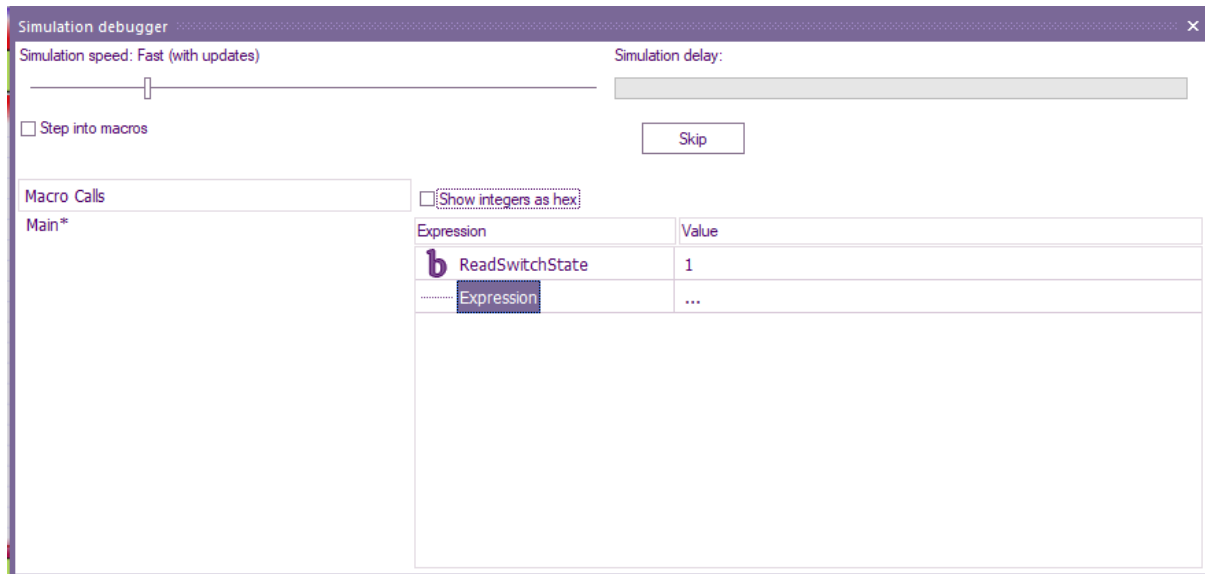 Simulation debugger
Simulation speed: Fast (with updates)
Simulation delay:
Step into macros
Skip
Macro Calls
Show integers as hex
Main*
Expression Value
b ReadSwitchState 1
Expression ...